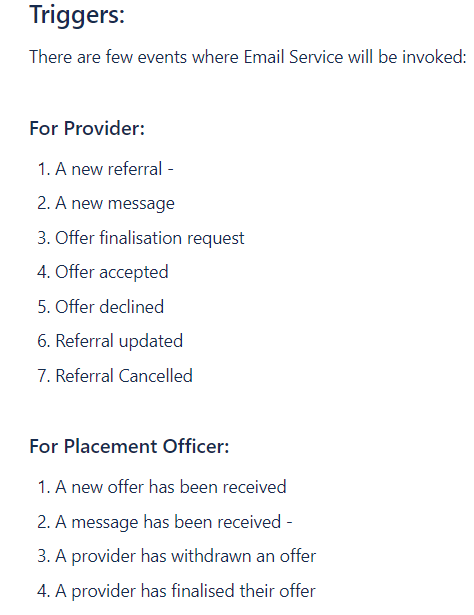 Triggers:
There are few events where Email Service will be invoked:
For Provider:
1. A new referral -
2. A new message
3. Offer finalisation request
4. Offer accepted
5. Offer declined
6. Referral updated
7. Referral Cancelled
For Placement Officer:
1. A new offer has been received
2. A message has been received -
3. A provider has withdrawn an offer
4. A provider has finalised their offer